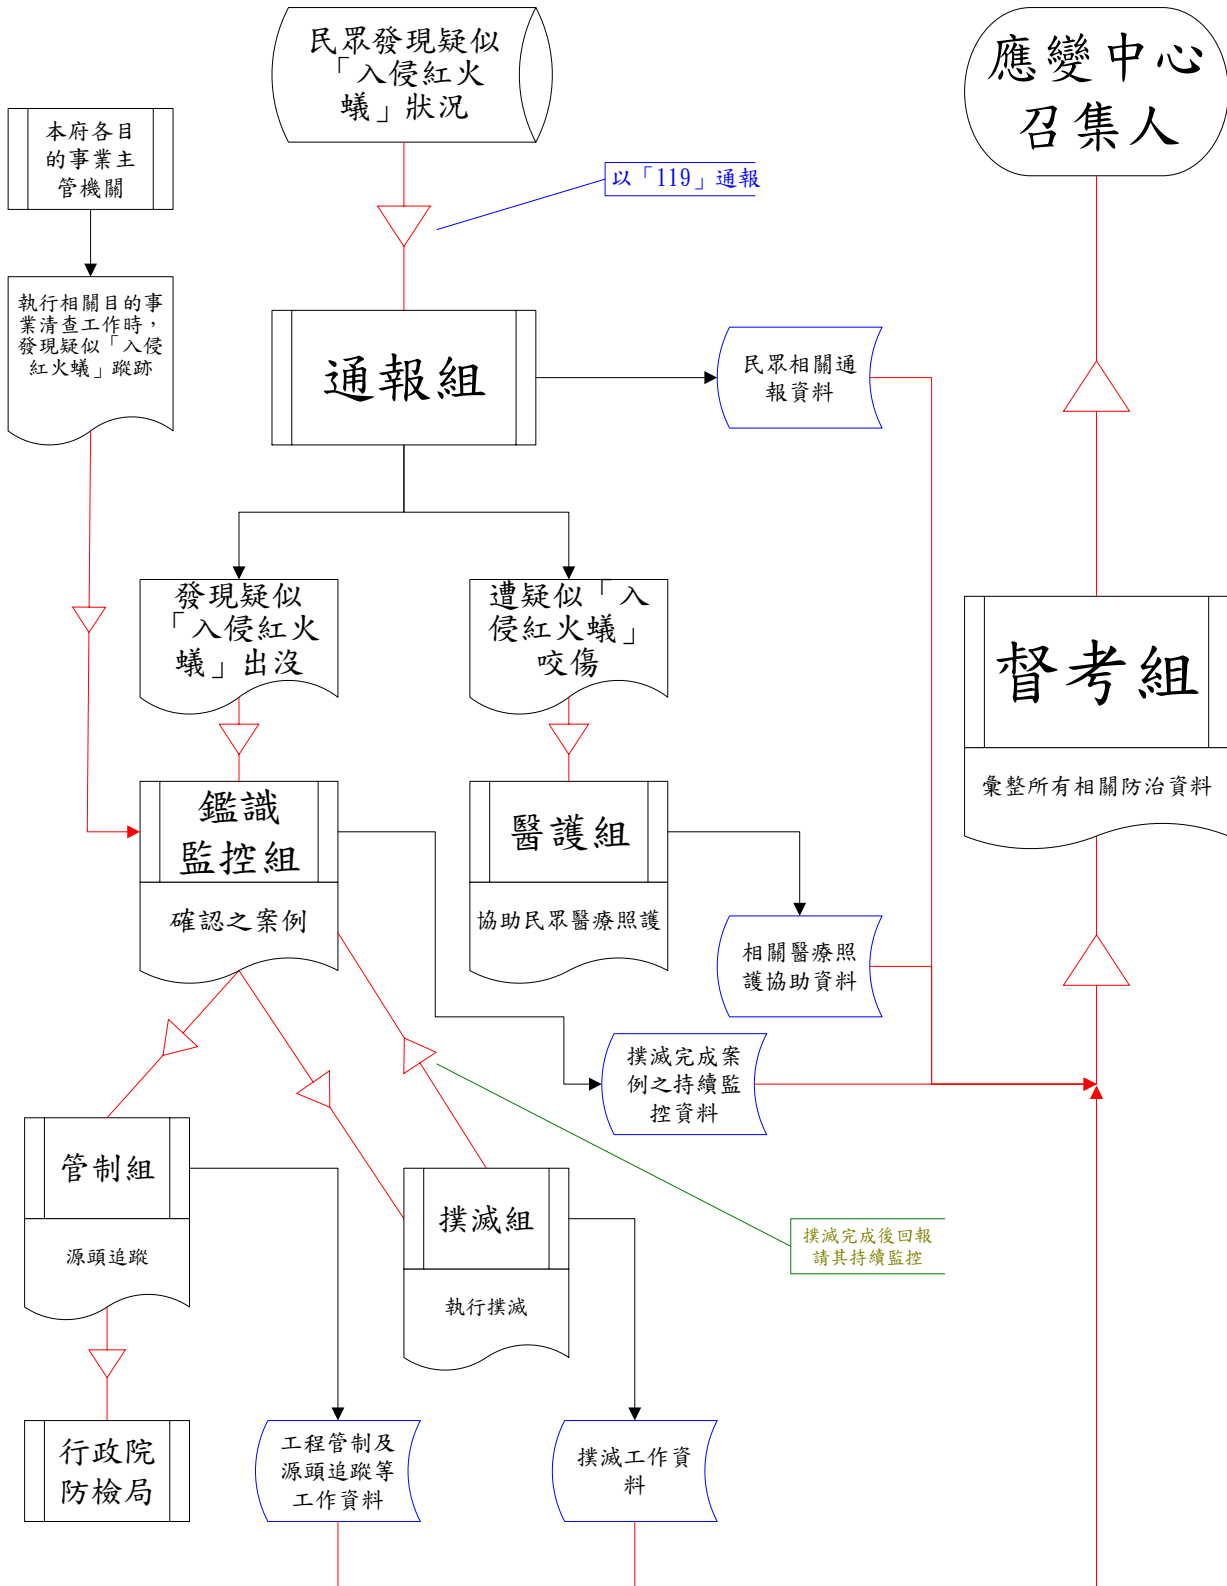 民眾發現疑似
「入侵紅火
蟻」狀況
應變中心
召集人
本府各目
的事業主
管機關
以「119」通報
執行相關目的事
業清查工作時，
發現疑似「入侵
紅火蟻」蹤跡
通報組
民眾相關通
報資料
發現疑似
「入侵紅火
蟻」出沒
遭疑似「入
侵紅火蟻」
咬傷
督考組
彙整所有相關防治資料
鑑識
監控組
確認之案例
醫護組
協助民眾醫療照護
相關醫療照
護協助資料
撲滅完成案
例之持續監
控資料
管制組
源頭追蹤
撲滅組
執行撲滅
撲滅完成後回報
請其持續監控
行政院
防檢局
工程管制及
源頭追蹤等
工作資料
撲滅工作資
料